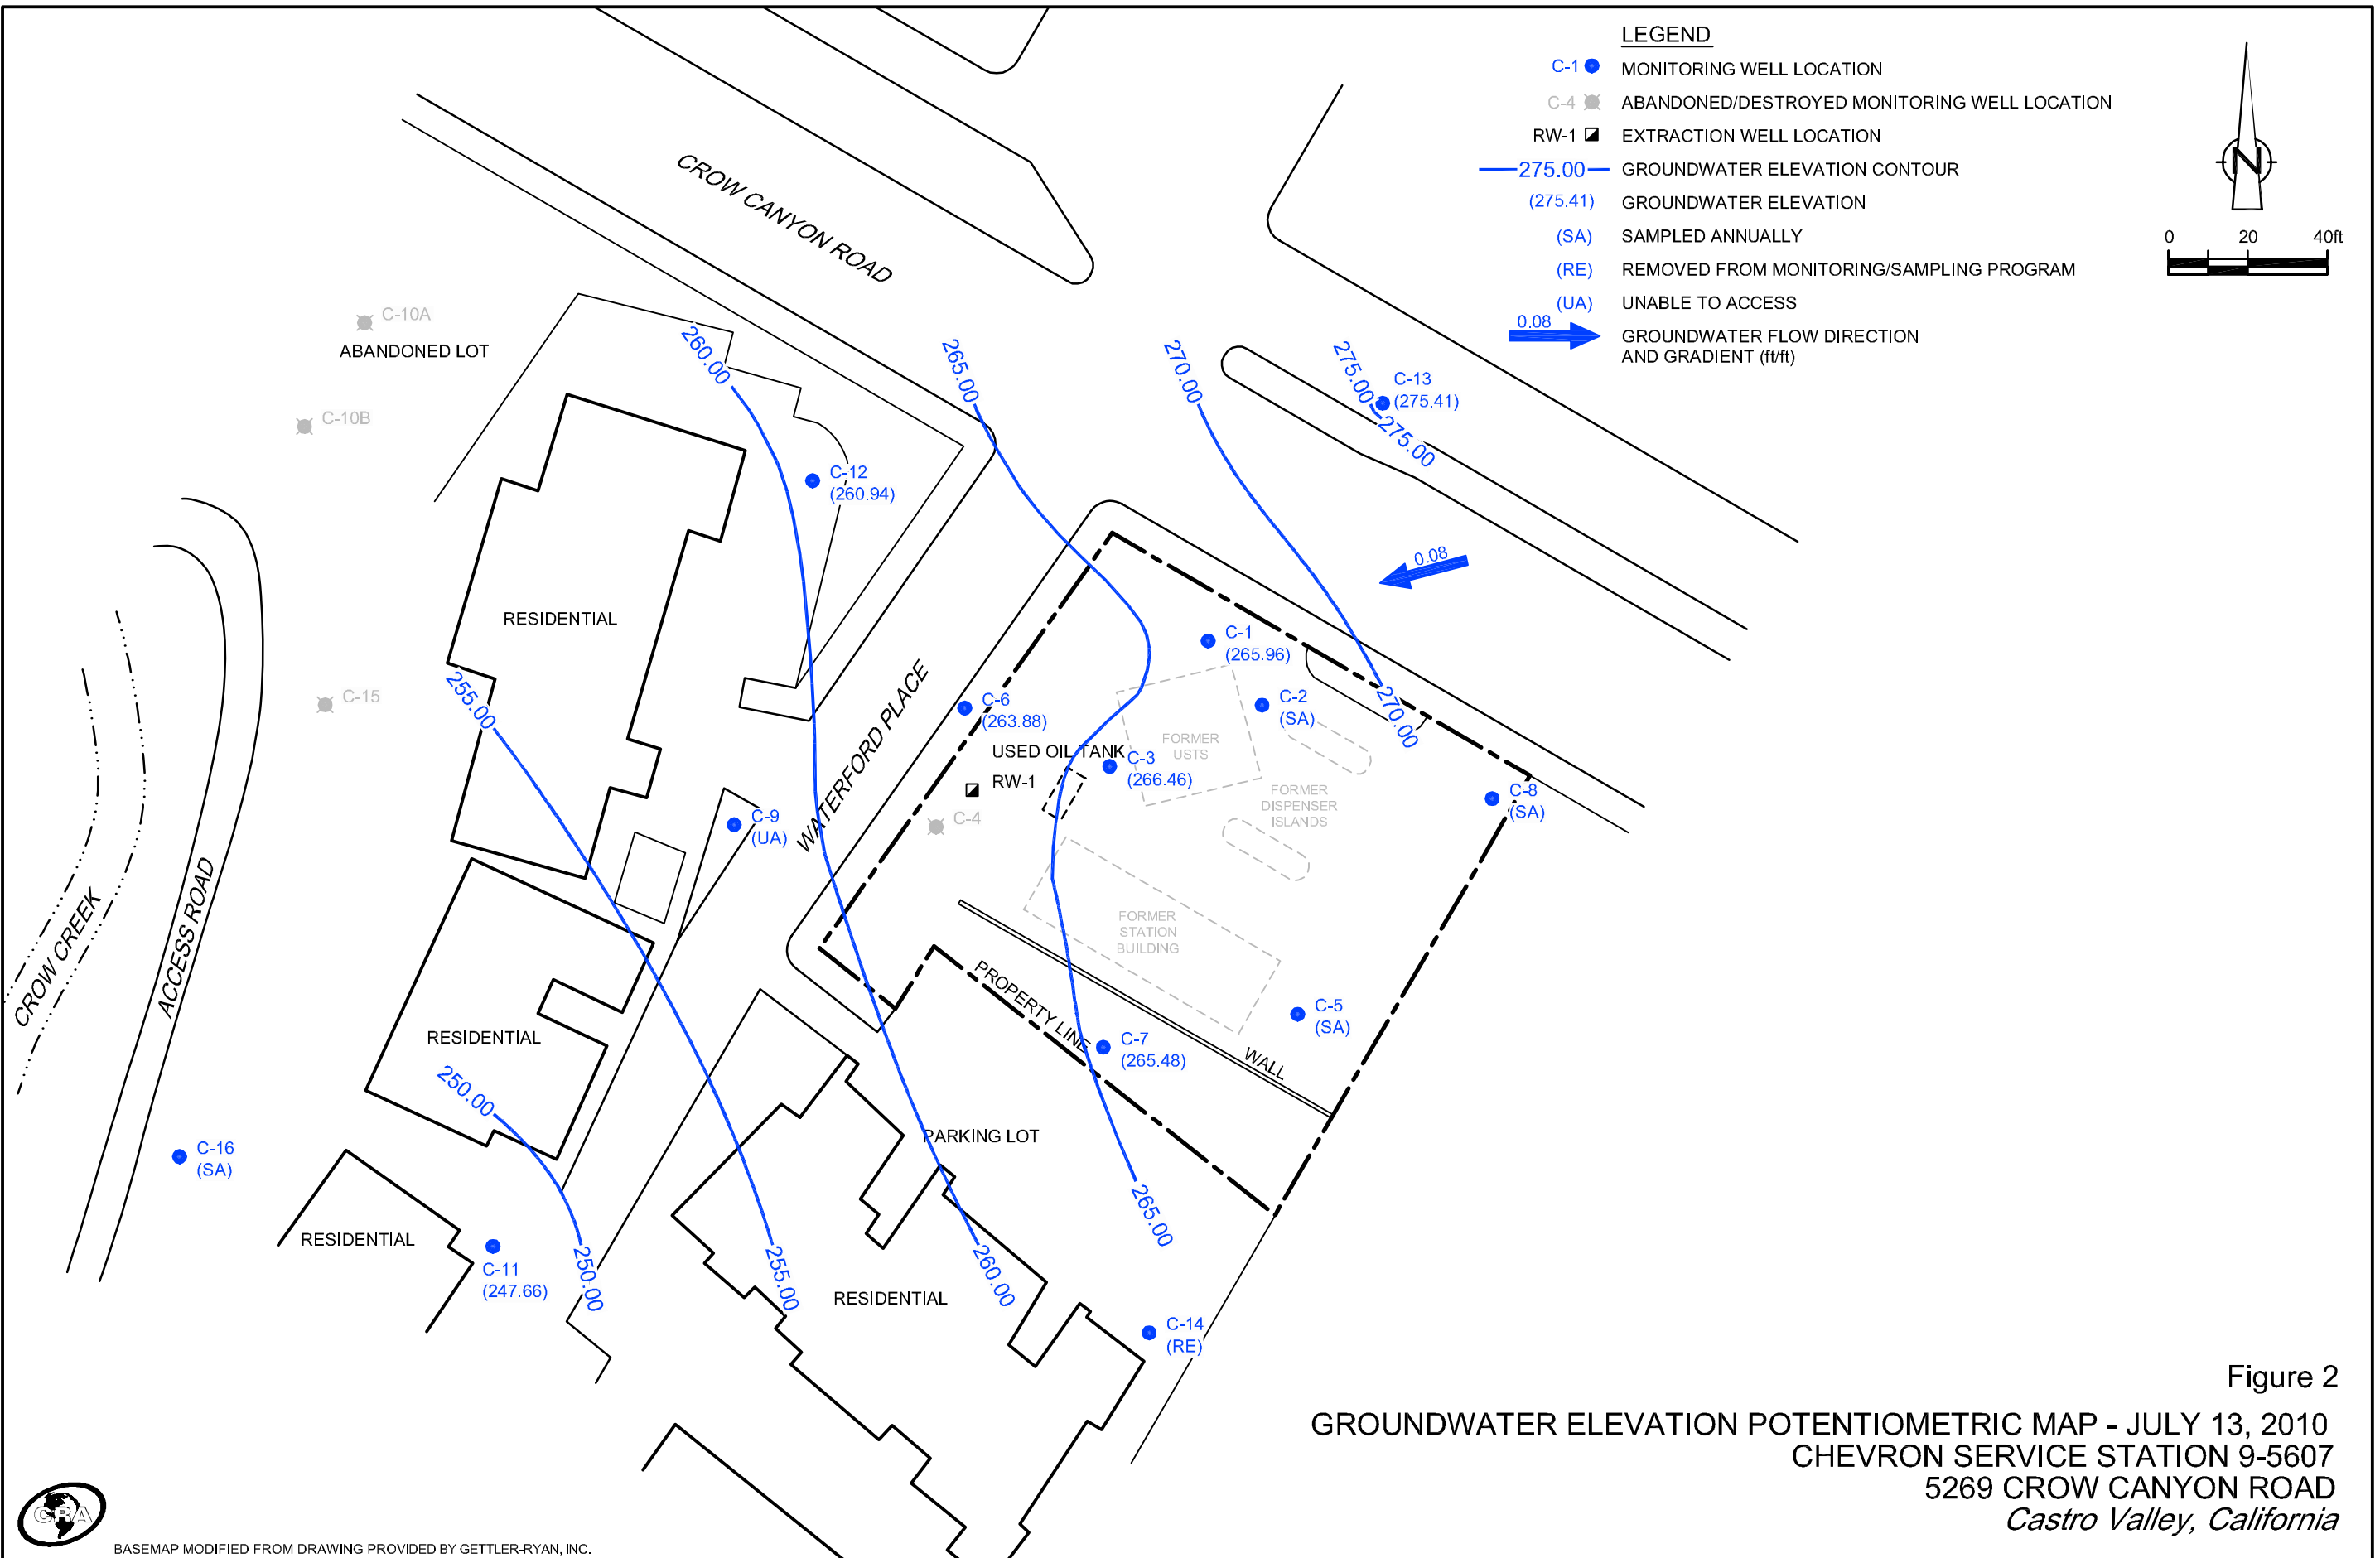 LEGEND
C-1 MONITORING WELL LOCATION
C-4 ABANDONED/DESTROYED MONITORING WELL LOCATION
RW-1 EXTRACTION WELL LOCATION
275.00 GROUNDWATER ELEVATION CONTOUR
(275.41) GROUNDWATER ELEVATION
(SA) SAMPLED ANNUALLY
(RE) REMOVED FROM MONITORING/SAMPLING PROGRAM
(UA) UNABLE TO ACCESS
0.08 GROUNDWATER FLOW DIRECTION
AND GRADIENT (ft/ft)
N
0 20 40ft
CROW CANYON ROAD
C-10A
ABANDONED LOT
C-10B
260.00
265.00
270.00
275.00
C-13
(275.41)
275.00
C-12
(260.94)
0.08
RESIDENTIAL
C-1
(265.96)
C-15
255.00
C-6
(263.88)
C-2
(SA)
270.00
USED OIL TANK
RW-1
FORMER
USTS
C-3
(266.46)
FORMER
DISPENSER
ISLANDS
C-8
(SA)
C-9
(UA)
WATERFORD PLACE
C-4
CROW CREEK
ACCESS ROAD
FORMER
STATION
BUILDING
PROPERTY LINE
C-5
(SA)
RESIDENTIAL
C-7
(265.48)
WALL
250.00
PARKING LOT
C-16
(SA)
265.00
RESIDENTIAL
C-11
(247.66)
250.00
255.00
260.00
RESIDENTIAL
C-14
(RE)
Figure 2
GROUNDWATER ELEVATION POTENTIOMETRIC MAP - JULY 13, 2010
CHEVRON SERVICE STATION 9-5607
5269 CROW CANYON ROAD
Castro Valley, California
CRA
BASEMAP MODIFIED FROM DRAWING PROVIDED BY GETTLER-RYAN, INC.